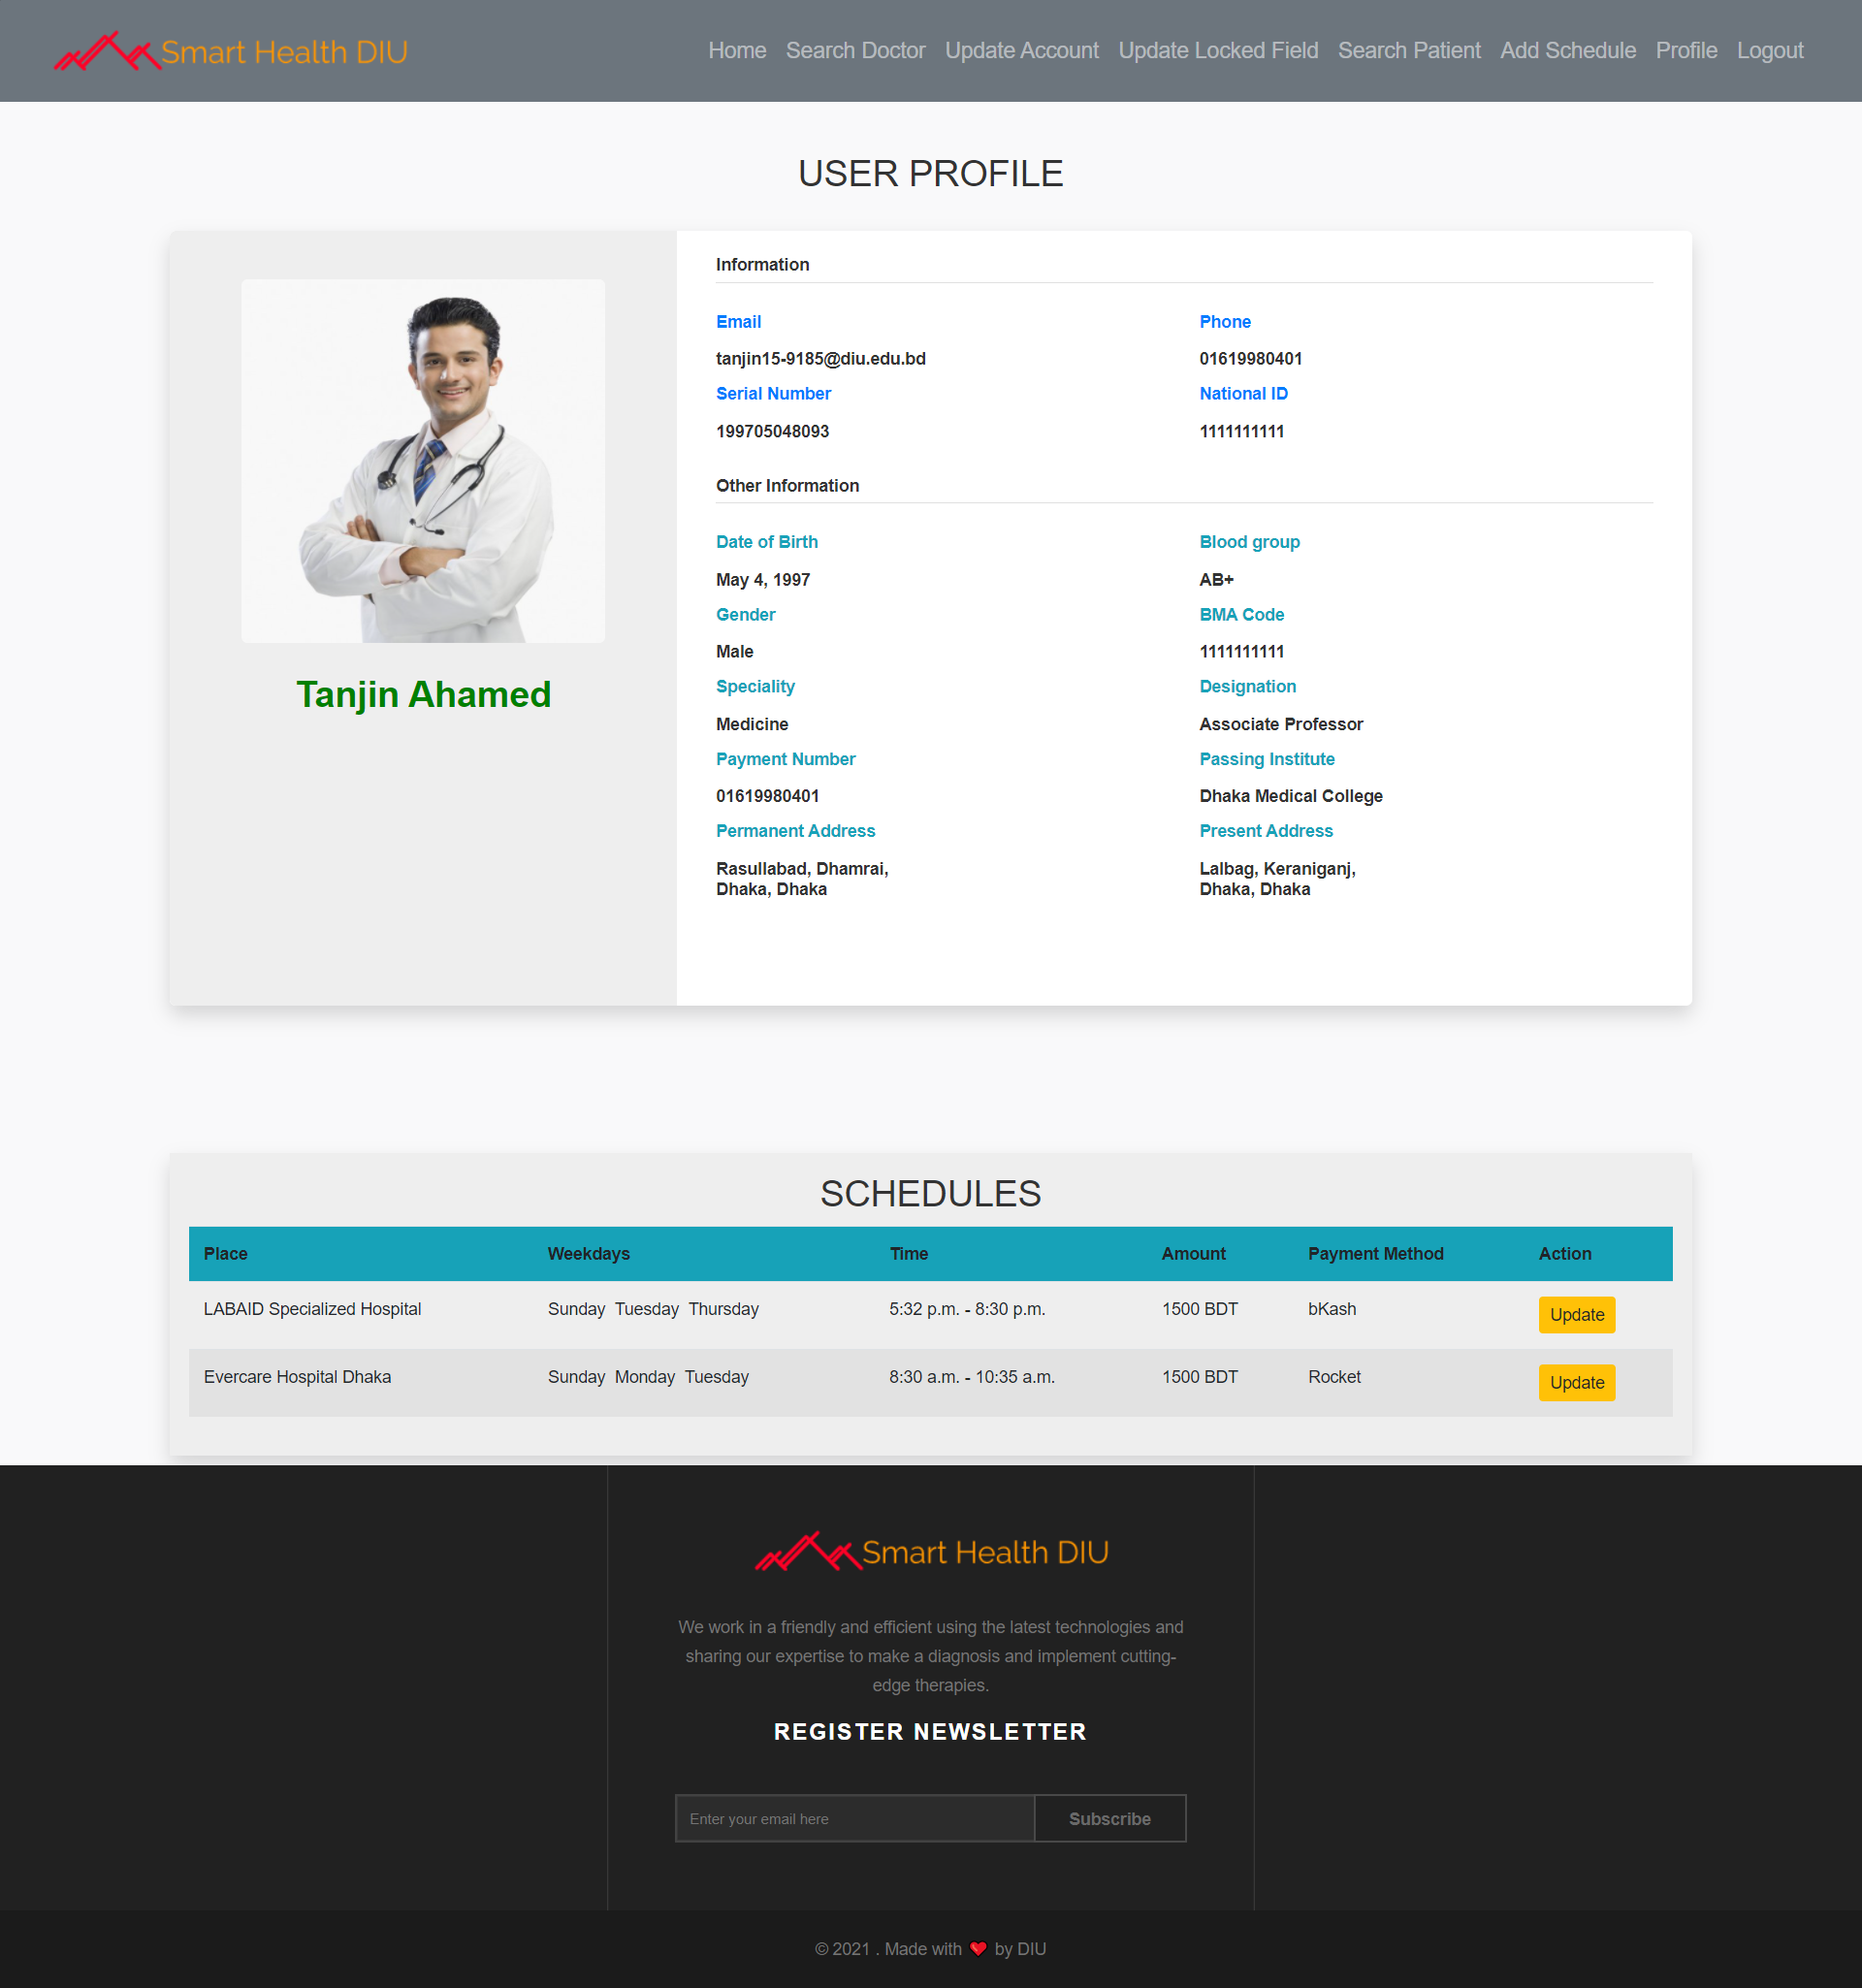 Smart Health DIU
Home Search Doctor Update Account Update Locked Field Search Patient Add Schedule Profile Logout
USER PROFILE
Tanjin Ahamed
Information
Email Phone
tanjin15-9185@diu.edu.bd 01619980401
Serial Number National ID
199705048093 1111111111
Other Information
Date of Birth Blood group
May 4, 1997 AB+
Gender BMA Code
Male 1111111111
Speciality Designation
Medicine Associate Professor
Payment Number Passing Institute
01619980401 Dhaka Medical College
Permanent Address Present Address
Rasullabad, Dhamrai, Lalbag, Keraniganj,
Dhaka, Dhaka Dhaka, Dhaka
SCHEDULES
Place Weekdays Time Amount Payment Method Action
LABAID Specialized Hospital Sunday Tuesday Thursday 5:32 p.m. - 8:30 p.m. 1500 BDT bKash Update
Evercare Hospital Dhaka Sunday Monday Tuesday 8:30 a.m. - 10:35 a.m. 1500 BDT Rocket Update
Smart Health DIU
We work in a friendly and efficient using the latest technologies and
sharing our expertise to make a diagnosis and implement cutting-
edge therapies.
REGISTER NEWSLETTER
Enter your email here Subscribe
© 2021 . Made with ❤ by DIU